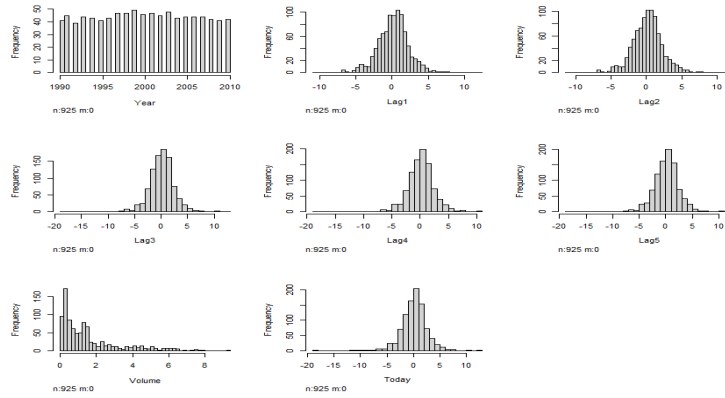 Frequency
0 10 20 30 40 50
1990 1995 2000 2005 2010
Year
n:925 m:0
Frequency
0 20 60 100
-10 -5 0 5 10
Lag1
n:925 m:0
Frequency
0 20 60 100
-10 -5 0 5 10
Lag2
n:925 m:0
Frequency
0 50 100 150
-20 -15 -10 -5 0 5 10
Lag3
n:925 m:0
Frequency
0 50 100 200
-20 -15 -10 -5 0 5 10
Lag4
n:925 m:0
Frequency
0 50 100 200
-20 -15 -10 -5 0 5 10
Lag5
n:925 m:0
Frequency
0 50 100 150
0 2 4 6 8
Volume
n:925 m:0
Frequency
0 50 100 200
-20 -15 -10 -5 0 5 10
Today
n:925 m:0